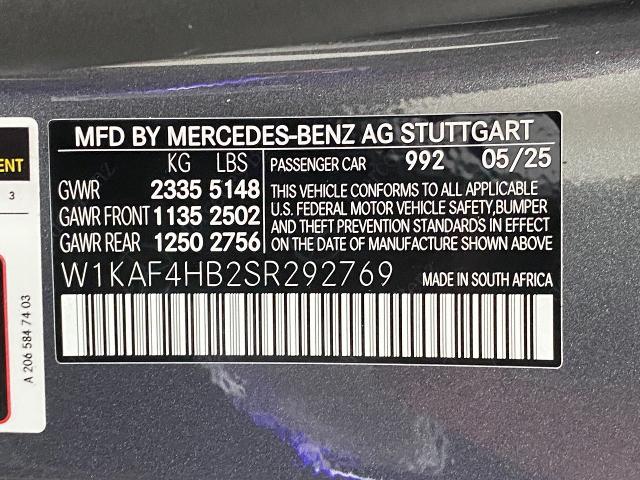 MFD BY MERCEDES-BENZ AG STUTTGART
KG LBS PASSENGER CAR 992 05/25
GVWR 2335 5148
GAWR FRONT 1135 2502
GAWR REAR 1250 2756
THIS VEHICLE CONFORMS TO ALL APPLICABLE
U.S. FEDERAL MOTOR VEHICLE SAFETY,BUMPER
AND THEFT PREVENTION STANDARDS IN EFFECT
ON THE DATE OF MANUFACTURE SHOWN ABOVE
W1KAF4HB2SR292769 MADE IN SOUTH AFRICA
3
A 206 584 74 03